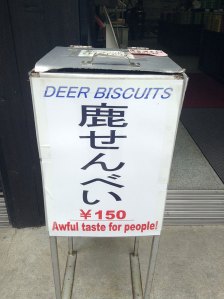 DEER BISCUITS
鹿せんべい
¥150
Awful taste for people!